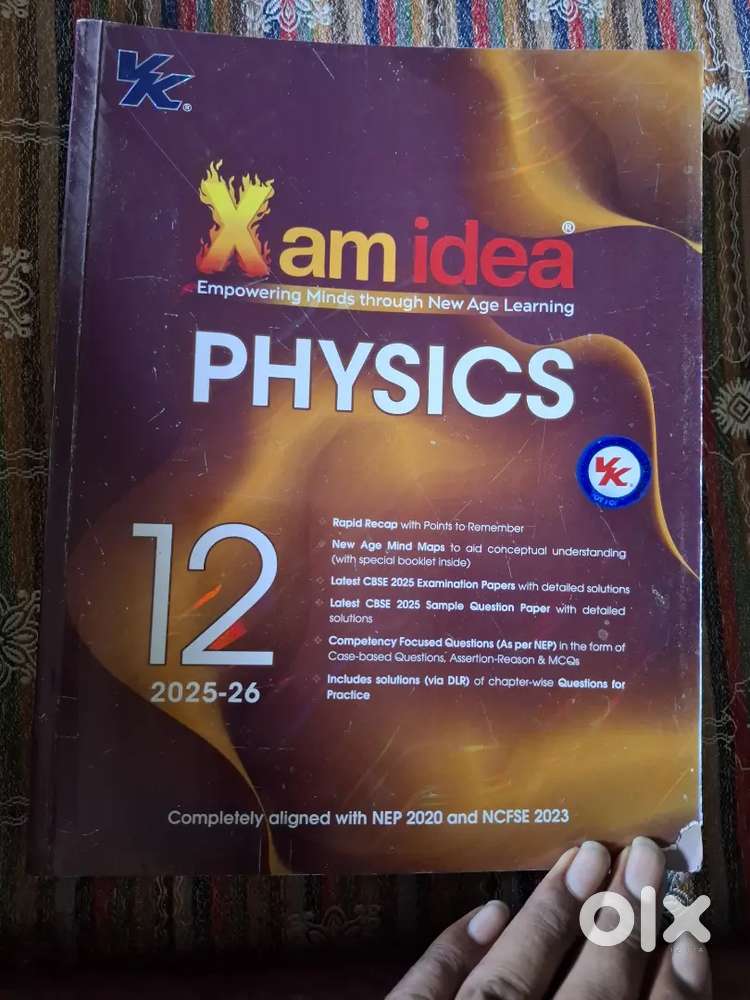 VK®
Xam idea®
Empowering Minds through New Age Learning
PHYSICS
VK®
12
2025-26
Rapid Recap with Points to Remember
New Age Mind Maps to aid conceptual understanding
(with special booklet inside)
Latest CBSE 2025 Examination Papers with detailed solutions
Latest CBSE 2025 Sample Question Paper with detailed
solutions
Competency Focused Questions (As per NEP) in the form of
Case-based Questions, Assertion-Reason & MCQs
Includes solutions (via DLR) of chapter-wise Questions for
Practice
Completely aligned with NEP 2020 and NCFSE 2023
olx